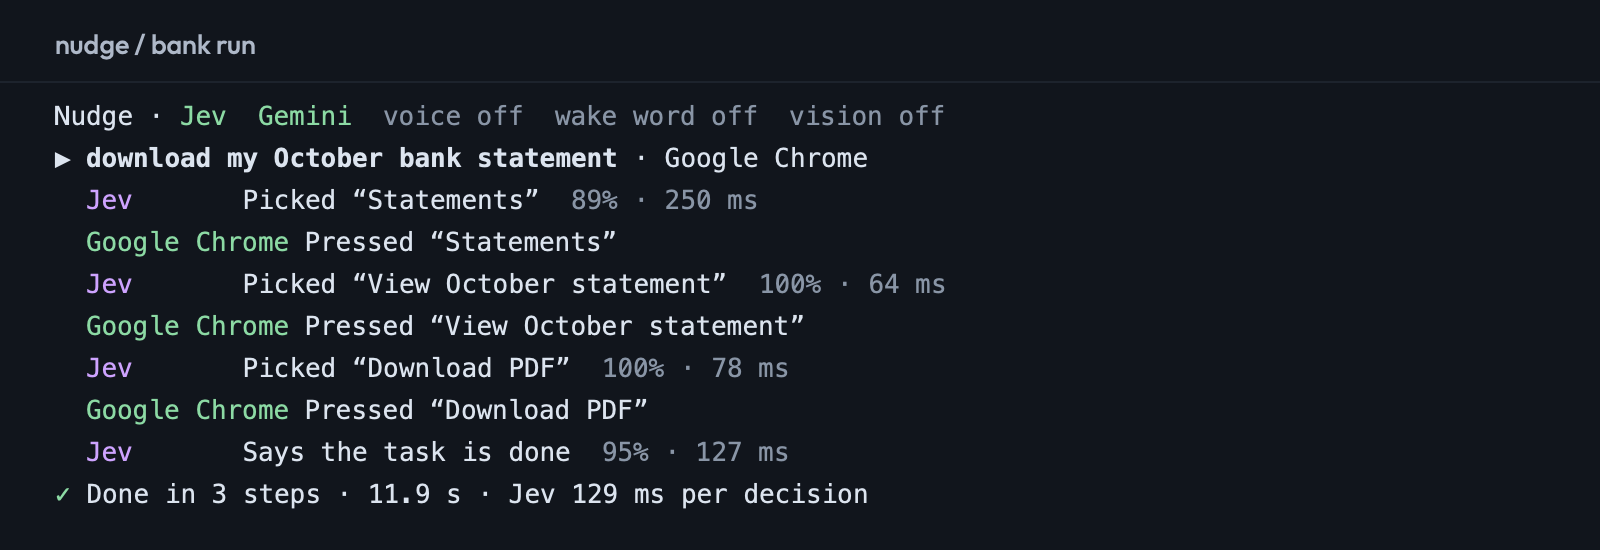 nudge / bank run
Nudge · Jev Gemini voice off wake word off vision off
▶ download my October bank statement · Google Chrome
Jev Picked “Statements” 89% · 250 ms
Google Chrome Pressed “Statements”
Jev Picked “View October statement” 100% · 64 ms
Google Chrome Pressed “View October statement”
Jev Picked “Download PDF” 100% · 78 ms
Google Chrome Pressed “Download PDF”
Jev Says the task is done 95% · 127 ms
✓ Done in 3 steps · 11.9 s · Jev 129 ms per decision